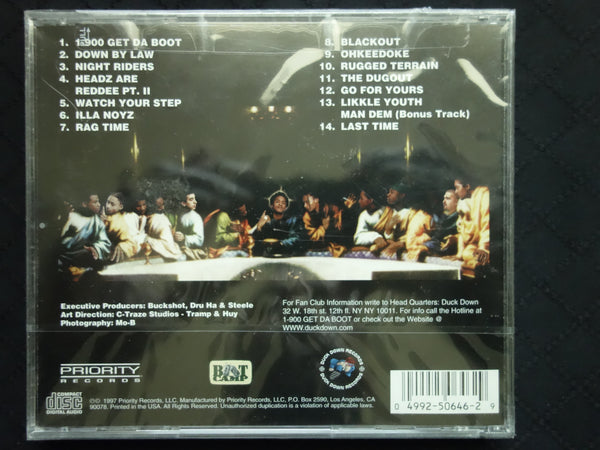 1. 1-900 GET DA BOOT
2. DOWN BY LAW
3. NIGHT RIDERS
4. HEADZ ARE
REDDEE PT. II
5. WATCH YOUR STEP
6. ILLA NOYZ
7. RAG TIME
8. BLACKOUT
9. OHKEEDOKE
10. RUGGED TERRAIN
11. THE DUGOUT
12. GO FOR YOURS
13. LIKKLE YOUTH
MAN DEM (Bonus Track)
14. LAST TIME
Executive Producers: Buckshot, Dru Ha & Steele
Art Direction: C-Traze Studios - Tramp & Huy
Photography: Mo-B
For Fan Club Information write to Head Quarters: Duck Down
32 W. 18th st. 12th fl. NY NY 10011. For info call the Hotline at
1-900 GET DA BOOT or check out the Website @
WWW.duckdown.com
PRIORITY
RECORDS
BOOT
CAMP
DUCK DOWN RECORDS
DUCK DOWN RECORDS
COMPACT
disc
DIGITAL AUDIO
℗© 1997 Priority Records, LLC. Manufactured by Priority Records, LLC, P.O. Box 2590, Los Angeles, CA
90078. Printed in the USA. All Rights Reserved. Unauthorized duplication is a violation of applicable laws.
0 4992-50646-2 9